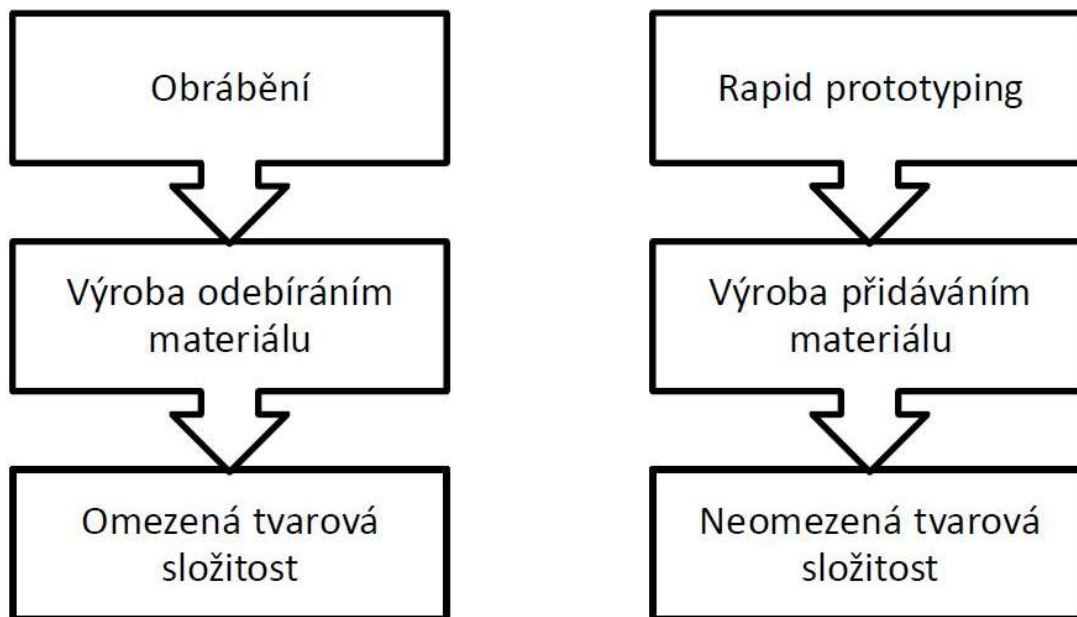 Obrábění
Výroba odebíráním
materiálu
Omezená tvarová
složitost
Rapid prototyping
Výroba přidáváním
materiálu
Neomezená tvarová
složitost